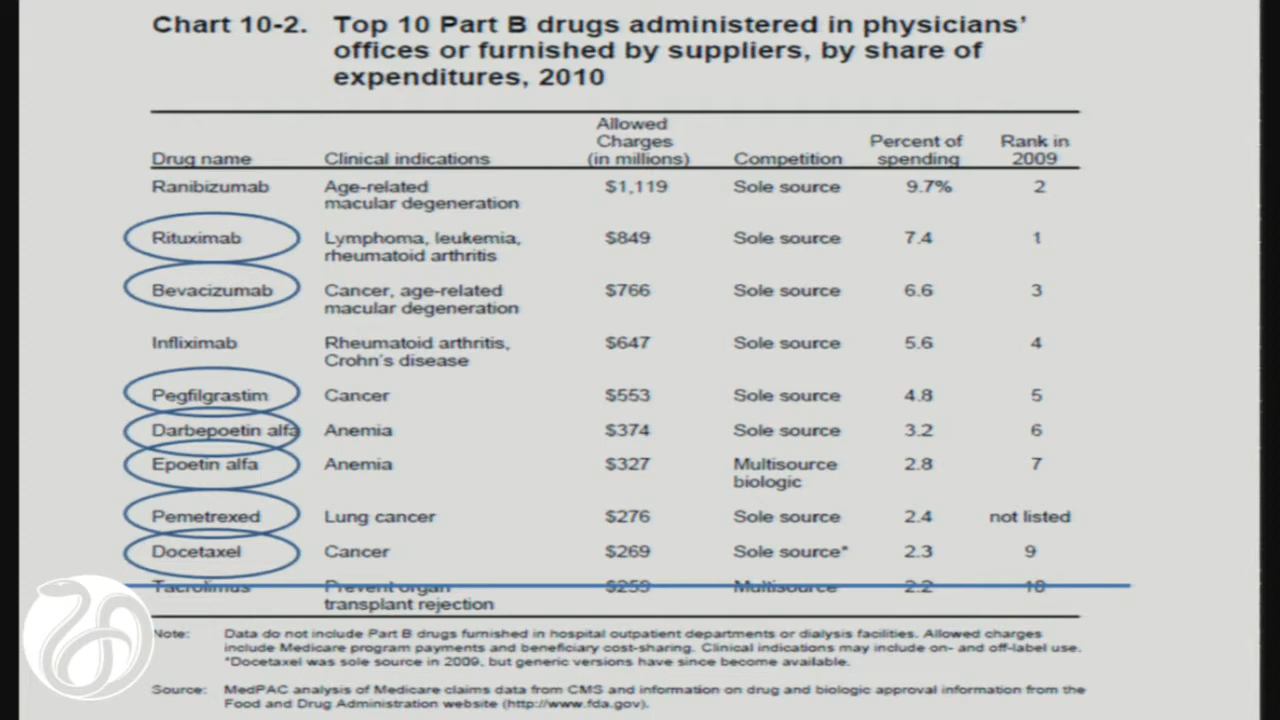 Chart 10-2. Top 10 Part B drugs administered in physicians’
offices or furnished by suppliers, by share of
expenditures, 2010
Allowed
Charges Percent of Rank in
Drug name Clinical indications (in millions) Competition spending 2009
Ranibizumab Age-related $1,119 Sole source 9.7% 2
macular degeneration
Rituximab Lymphoma, leukemia, $849 Sole source 7.4 1
rheumatoid arthritis
Bevacizumab Cancer, age-related $766 Sole source 6.6 3
macular degeneration
Infliximab Rheumatoid arthritis, $647 Sole source 5.6 4
Crohn’s disease
Pegfilgrastim Cancer $553 Sole source 4.8 5
Darbepoetin alfa Anemia $374 Sole source 3.2 6
Epoetin alfa Anemia $327 Multisource 2.8 7
biologic
Pemetrexed Lung cancer $276 Sole source 2.4 not listed
Docetaxel Cancer $269 Sole source* 2.3 9
Tacrolimus Prevent organ $259 Multisource 2.2
transplant rejection
Note: Data do not include Part B drugs furnished in hospital outpatient departments or dialysis facilities. Allowed charges
include Medicare program payments and beneficiary cost-sharing. Clinical indications may include on- and off-label use.
*Docetaxel was sole source in 2009, but generic versions have since become available.
Source: MedPAC analysis of Medicare claims data from CMS and information on drug and biologic approval information from the
Food and Drug Administration website (http://www.fda.gov).